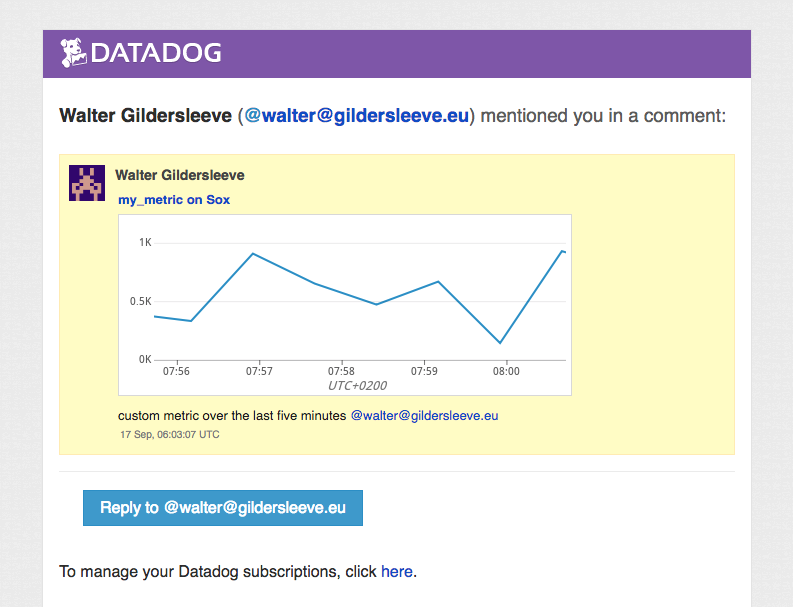 DATADOG
Walter Gildersleeve (@walter@gildersleeve.eu) mentioned you in a comment:
Walter Gildersleeve
my_metric on Sox
1K
0.5K
0K
07:56 07:57 07:58 07:59 08:00
UTC+0200
custom metric over the last five minutes @walter@gildersleeve.eu
17 Sep, 06:03:07 UTC
Reply to @walter@gildersleeve.eu
To manage your Datadog subscriptions, click here.